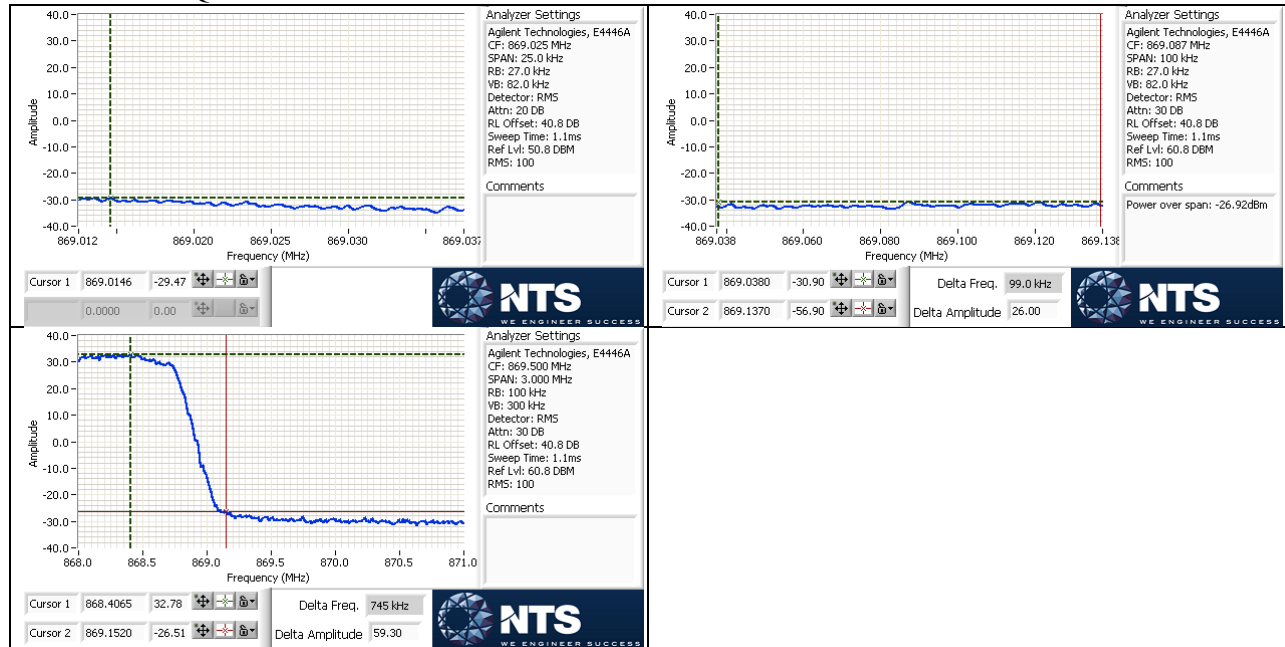 40.0
30.0
20.0
10.0
0.0
-10.0
-20.0
-30.0
-40.0
Amplitude
869.012 869.020 869.025 869.030 869.037
Frequency (MHz)
Analyzer Settings
Agilent Technologies, E4446A
CF: 869.025 MHz
SPAN: 25.0 kHz
RB: 27.0 kHz
VB: 82.0 kHz
Detector: RMS
Attn: 20 DB
RL Offset: 40.8 DB
Sweep Time: 1.1ms
Ref Lvl: 50.8 DBM
RMS: 100
Comments
Cursor 1 869.0146 -29.47
0.0000 0.00
NTS
WE ENGINEER SUCCESS
40.0
30.0
20.0
10.0
0.0
-10.0
-20.0
-30.0
-40.0
Amplitude
869.038 869.060 869.080 869.100 869.120 869.138
Frequency (MHz)
Analyzer Settings
Agilent Technologies, E4446A
CF: 869.087 MHz
SPAN: 100 kHz
RB: 27.0 kHz
VB: 82.0 kHz
Detector: RMS
Attn: 30 DB
RL Offset: 40.8 DB
Sweep Time: 1.1ms
Ref Lvl: 60.8 DBM
RMS: 100
Comments
Power over span: -26.92dBm
Cursor 1 869.0380 -30.90
Cursor 2 869.1370 -56.90
Delta Freq. 99.0 kHz
Delta Amplitude 26.00
NTS
WE ENGINEER SUCCESS
40.0
30.0
20.0
10.0
0.0
-10.0
-20.0
-30.0
-40.0
Amplitude
868.0 868.5 869.0 869.5 870.0 870.5 871.0
Frequency (MHz)
Analyzer Settings
Agilent Technologies, E4446A
CF: 869.500 MHz
SPAN: 3.000 MHz
RB: 100 kHz
VB: 300 kHz
Detector: RMS
Attn: 30 DB
RL Offset: 40.8 DB
Sweep Time: 1.1ms
Ref Lvl: 60.8 DBM
RMS: 100
Comments
Cursor 1 868.4065 32.78
Cursor 2 869.1520 -26.51
Delta Freq. 745 kHz
Delta Amplitude 59.30
NTS
WE ENGINEER SUCCESS